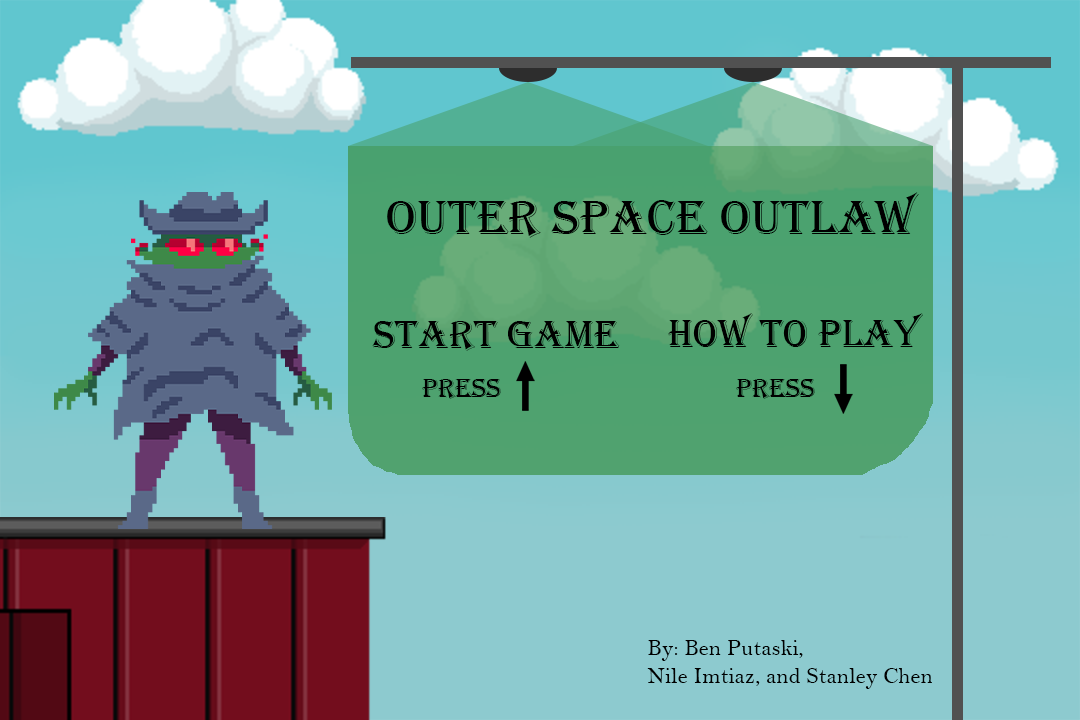 OUTER SPACE OUTLAW
START GAME HOW TO PLAY
PRESS PRESS
By: Ben Putaski,
Nile Imtiaz, and Stanley Chen